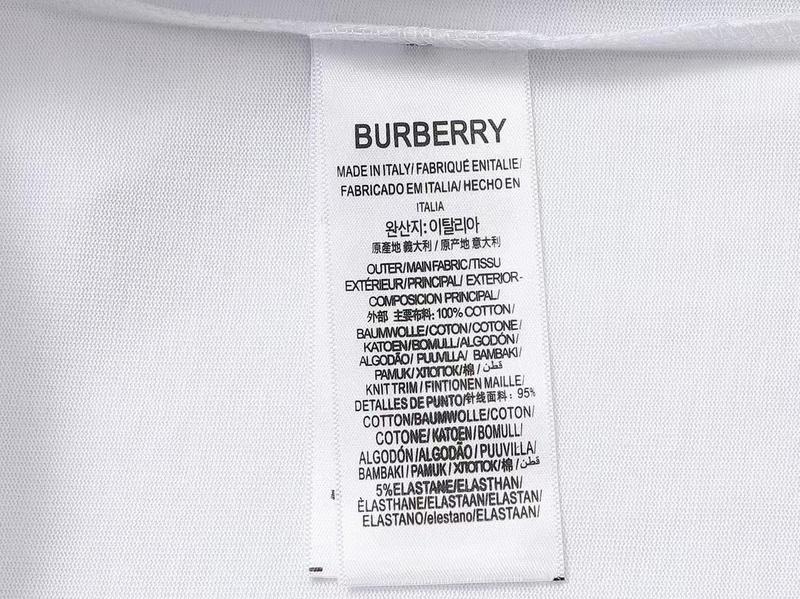 BURBERRY
MADE IN ITALY/ FABRIQUÉ ENITALIE/
FABRICADO EM ITALIA/ HECHO EN
ITALIA
완산지: 이탈리아
原產地 義大利 / 原产地 意大利
OUTER/MAIN FABRIC/TISSU
EXTÉRIEUR/PRINCIPAL/ EXTERIOR-
COMPOSICION PRINCIPAL/
外部 主要布料: 100% COTTON/
BAUMWOLLE/COTON/COTONE/
KATOEN/BOMULL/ALGODÓN/
ALGODÃO/ PUUVILLA/ BAMBAKI/
PAMUK/ ХЛОПОК/棉 / قطن/
KNIT TRIM / FINTIONEN MAILLE/
DETALLES DE PUNTO/针线面料: 95%
COTTON/BAUMWOLLE/COTON/
COTONE/ KATOEN/ BOMULL/
ALGODÓN/ALGODÃO/ PUUVILLA/
BAMBAKI / PAMUK / ХЛОПОК/棉 / قطن/
5%ELASTANE/ELASTHAN/
ÈLASTHANE/ELASTAAN/ELASTAN/
ELASTANO/elestano/ELASTAAN/